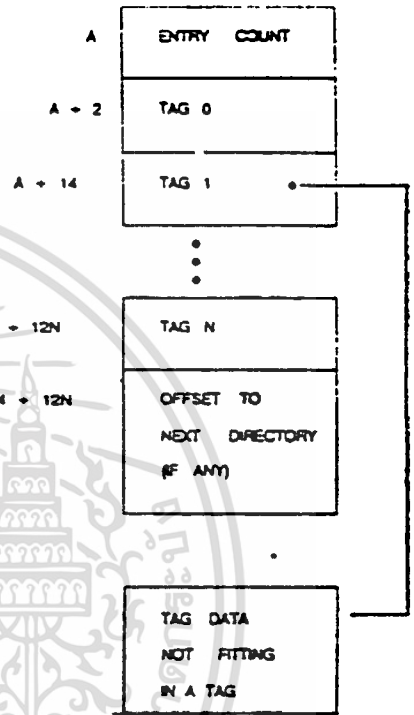 A ENTRY COUNT
A + 2 TAG 0
A + 14 TAG 1
+ 12N TAG N
4 + 12N OFFSET TO
NEXT DIRECTORY
(IF ANY)
TAG DATA
NOT FITTING
IN A TAG